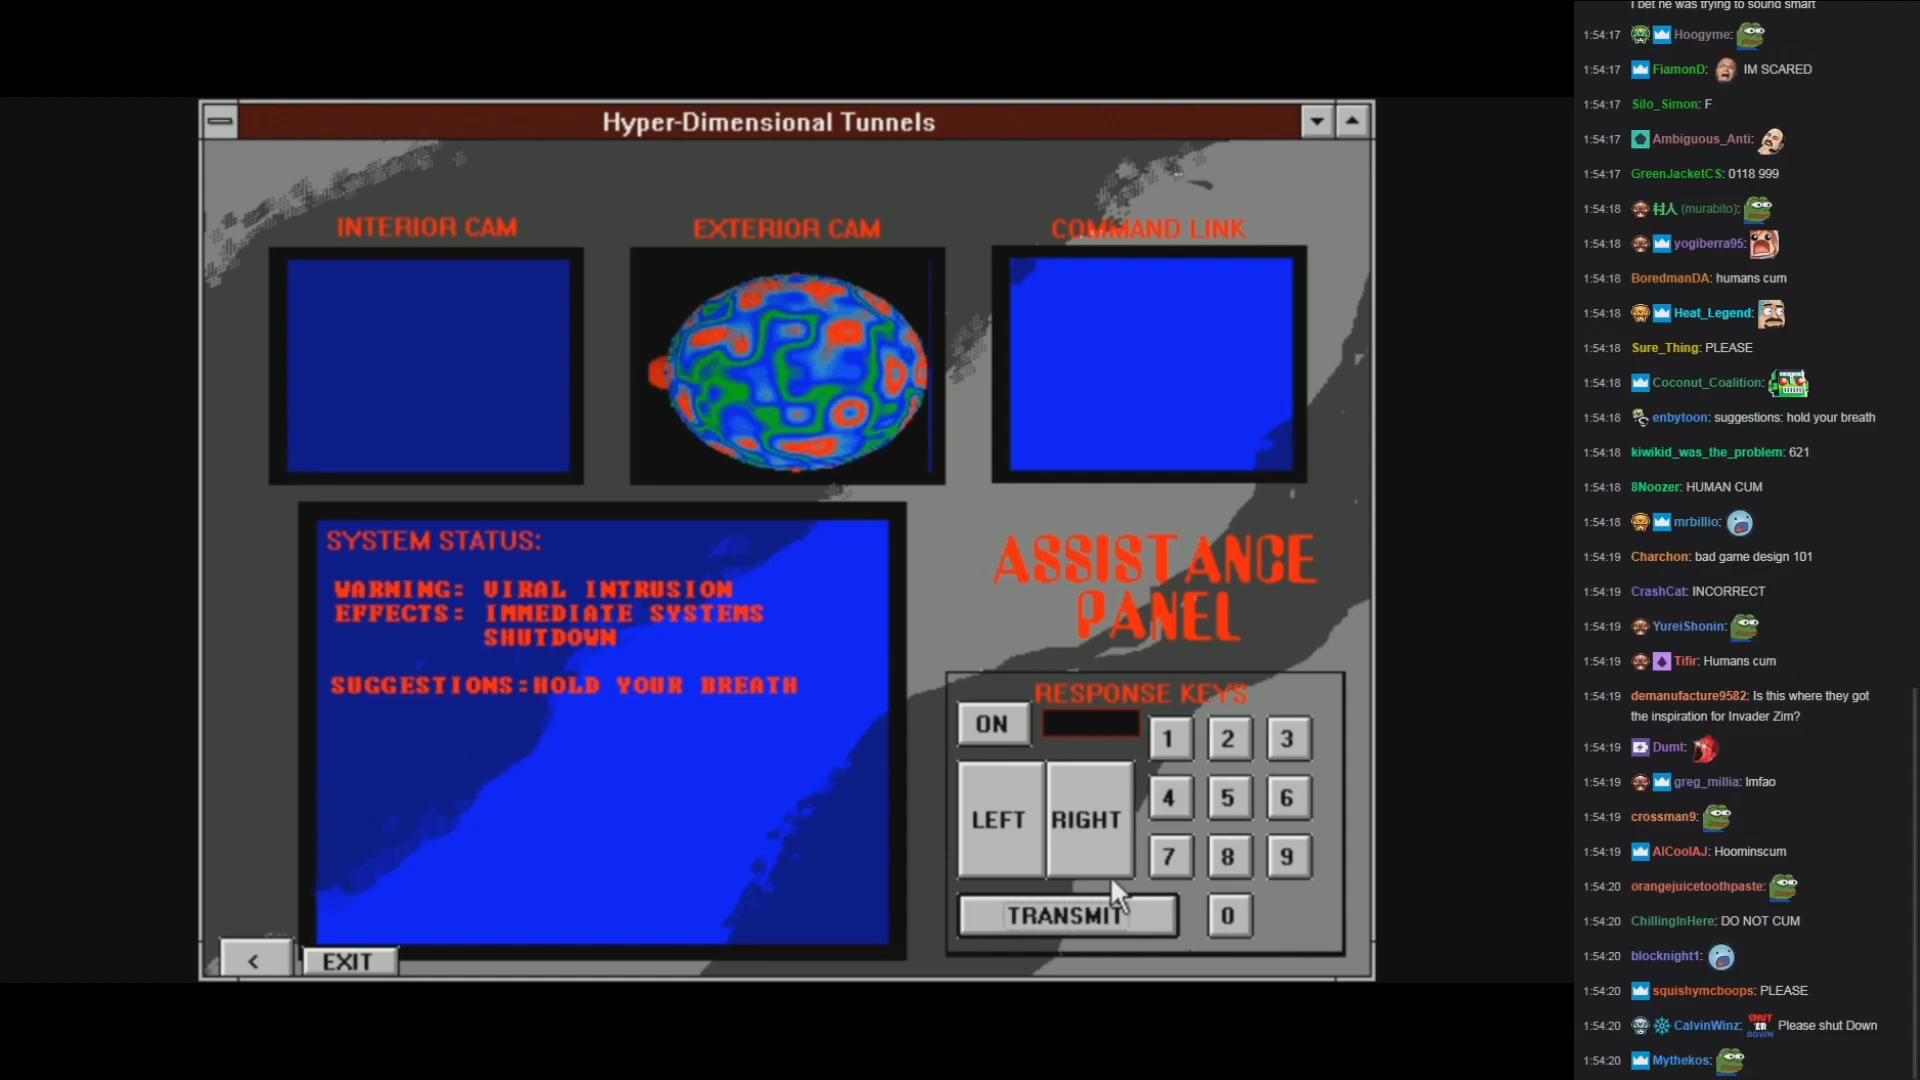 Hyper-Dimensional Tunnels
INTERIOR CAM
EXTERIOR CAM
COMMAND LINK
SYSTEM STATUS:
WARNING: VIRAL INTRUSION
EFFECTS: IMMEDIATE SYSTEMS
SHUTDOWN
SUGGESTIONS:HOLD YOUR BREATH
ASSISTANCE
PANEL
RESPONSE KEYS
ON
1 2 3
LEFT RIGHT
4 5 6
7 8 9
TRANSMIT
0
<
EXIT
I bet he was trying to sound smart
1:54:17 Hoogyme:
1:54:17 FiamonD: IM SCARED
1:54:17 Silo_Simon: F
1:54:17 Ambiguous_Anti:
1:54:17 GreenJacketCS: 0118 999
1:54:18 村人 (murabito):
1:54:18 yogiberra95:
1:54:18 BoredmanDA: humans cum
1:54:18 Heat_Legend:
1:54:18 Sure_Thing: PLEASE
1:54:18 Coconut_Coalition:
1:54:18 enbytoon: suggestions: hold your breath
1:54:18 kiwikid_was_the_problem: 621
1:54:18 8Noozer: HUMAN CUM
1:54:18 mrbillio:
1:54:19 Charchon: bad game design 101
1:54:19 CrashCat: INCORRECT
1:54:19 YureiShonin:
1:54:19 Tifir: Humans cum
1:54:19 demanufacture9582: Is this where they got
the inspiration for Invader Zim?
1:54:19 Dumt:
1:54:19 greg_millia: lmfao
1:54:19 crossman9:
1:54:19 AlCoolAJ: Hoominscum
1:54:20 orangejuicetoothpaste:
1:54:20 ChillingInHere: DO NOT CUM
1:54:20 blocknight1:
1:54:20 squishymcboops: PLEASE
1:54:20 CalvinWinz: SHUT ER DOWN Please shut Down
1:54:20 Mythekos: